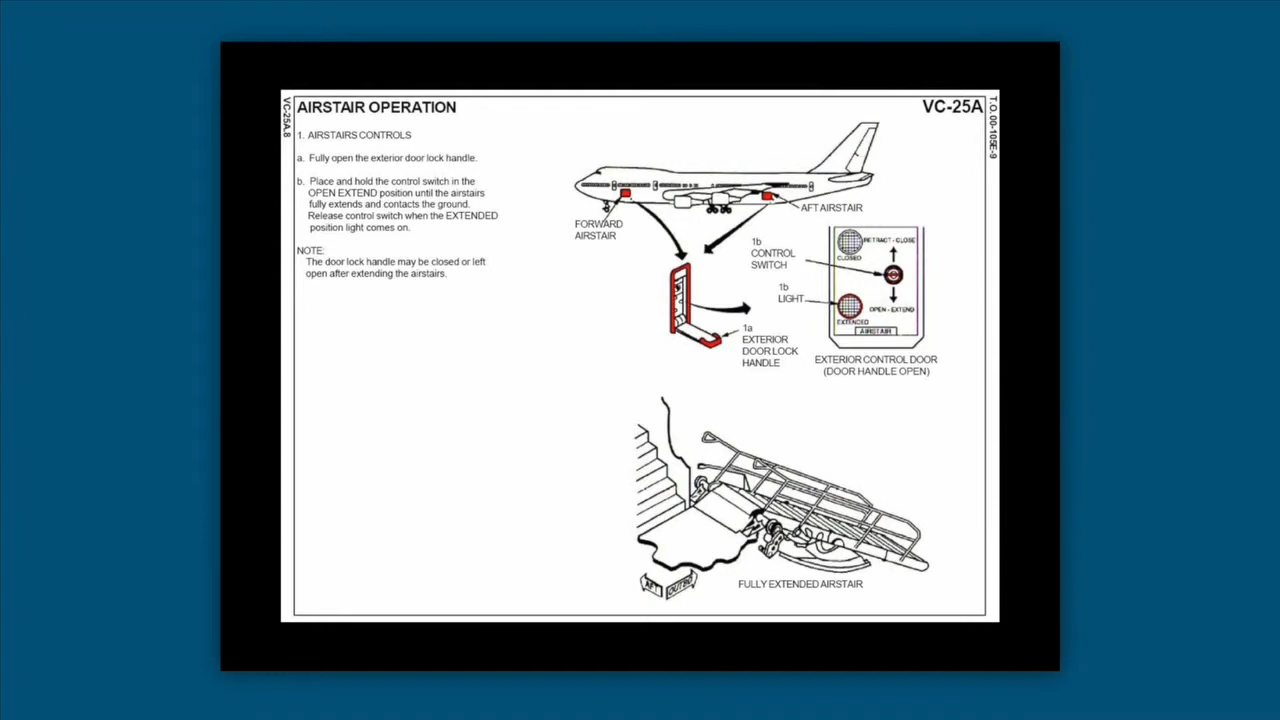 AIRSTAIR OPERATION
VC-25A
VC-25A.8
T.O. 00-105E-9
1. AIRSTAIRS CONTROLS
a. Fully open the exterior door lock handle.
b. Place and hold the control switch in the
OPEN EXTEND position until the airstairs
fully extends and contacts the ground.
Release control switch when the EXTENDED
position light comes on.
NOTE:
The door lock handle may be closed or left
open after extending the airstairs.
FORWARD
AIRSTAIR
AFT AIRSTAIR
1b
CONTROL
SWITCH
1b
LIGHT
RETRACT - CLOSE
CLOSED
OPEN - EXTEND
EXTENDED
AIRSTAIR
1a
EXTERIOR
DOOR LOCK
HANDLE
EXTERIOR CONTROL DOOR
(DOOR HANDLE OPEN)
AFT
OUTBD
FULLY EXTENDED AIRSTAIR